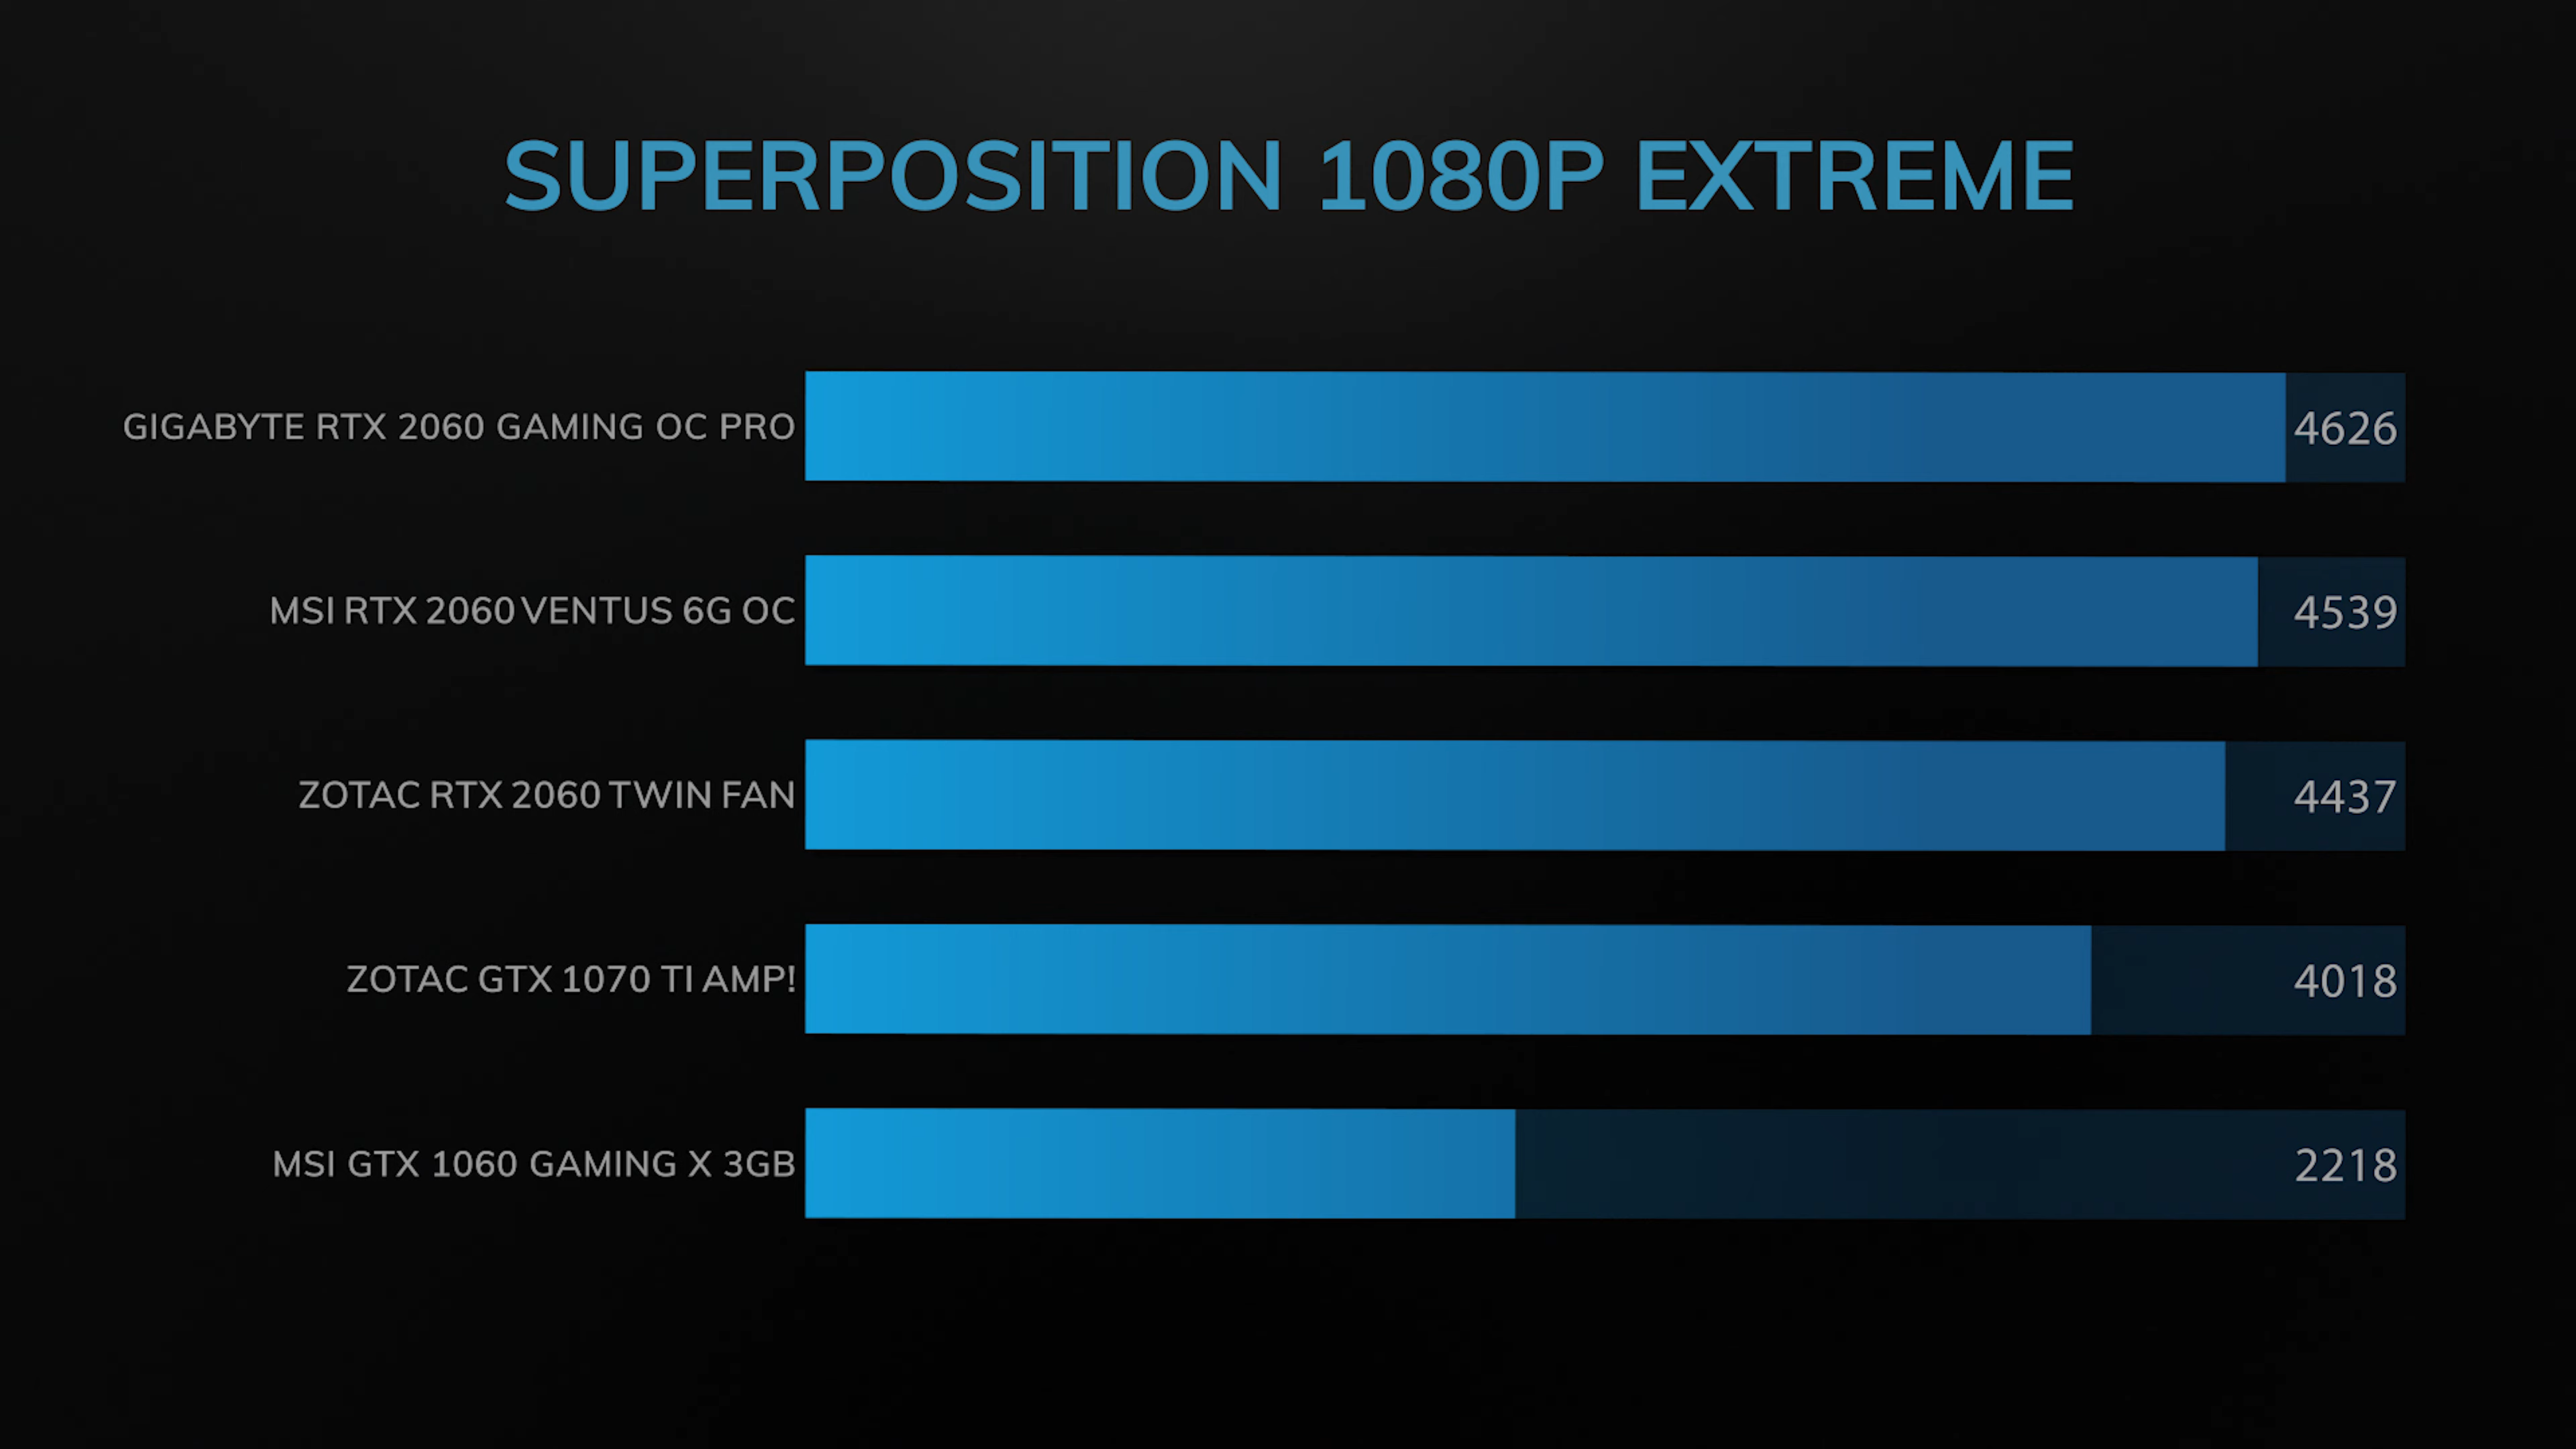 SUPERPOSITION 1080P EXTREME
GIGABYTE RTX 2060 GAMING OC PRO 4626
MSI RTX 2060 VENTUS 6G OC 4539
ZOTAC RTX 2060 TWIN FAN 4437
ZOTAC GTX 1070 TI AMP! 4018
MSI GTX 1060 GAMING X 3GB 2218